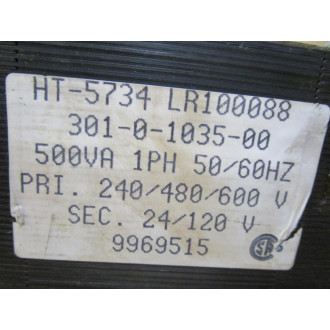 HT-5734 LR100088
301-0-1035-00
500VA 1PH 50/60HZ
PRI. 240/480/600 V
SEC. 24/120 V
9969515